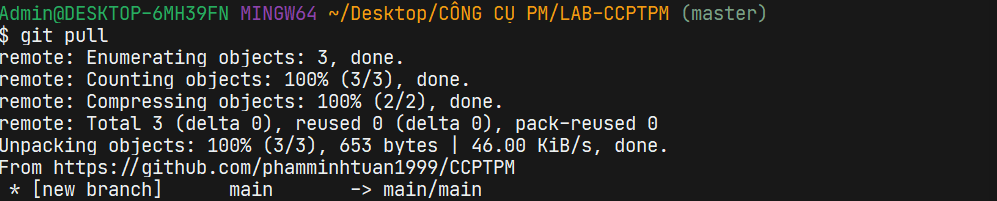 Admin@DESKTOP-6MH39FN MINGW64 ~/Desktop/CÔNG CỤ PM/LAB-CCPTPM (master)
$ git pull
remote: Enumerating objects: 3, done.
remote: Counting objects: 100% (3/3), done.
remote: Compressing objects: 100% (2/2), done.
remote: Total 3 (delta 0), reused 0 (delta 0), pack-reused 0
Unpacking objects: 100% (3/3), 653 bytes | 46.00 KiB/s, done.
From https://github.com/phamminhtuan1999/CCPTPM
 * [new branch]      main       -> main/main